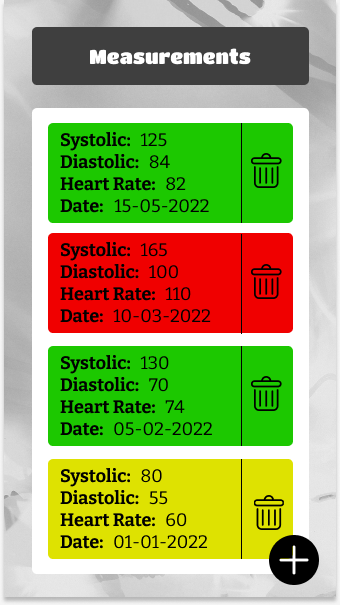 Measurements
Systolic: 125
Diastolic: 84
Heart Rate: 82
Date: 15-05-2022
Systolic: 165
Diastolic: 100
Heart Rate: 110
Date: 10-03-2022
Systolic: 130
Diastolic: 70
Heart Rate: 74
Date: 05-02-2022
Systolic: 80
Diastolic: 55
Heart Rate: 60
Date: 01-01-2022